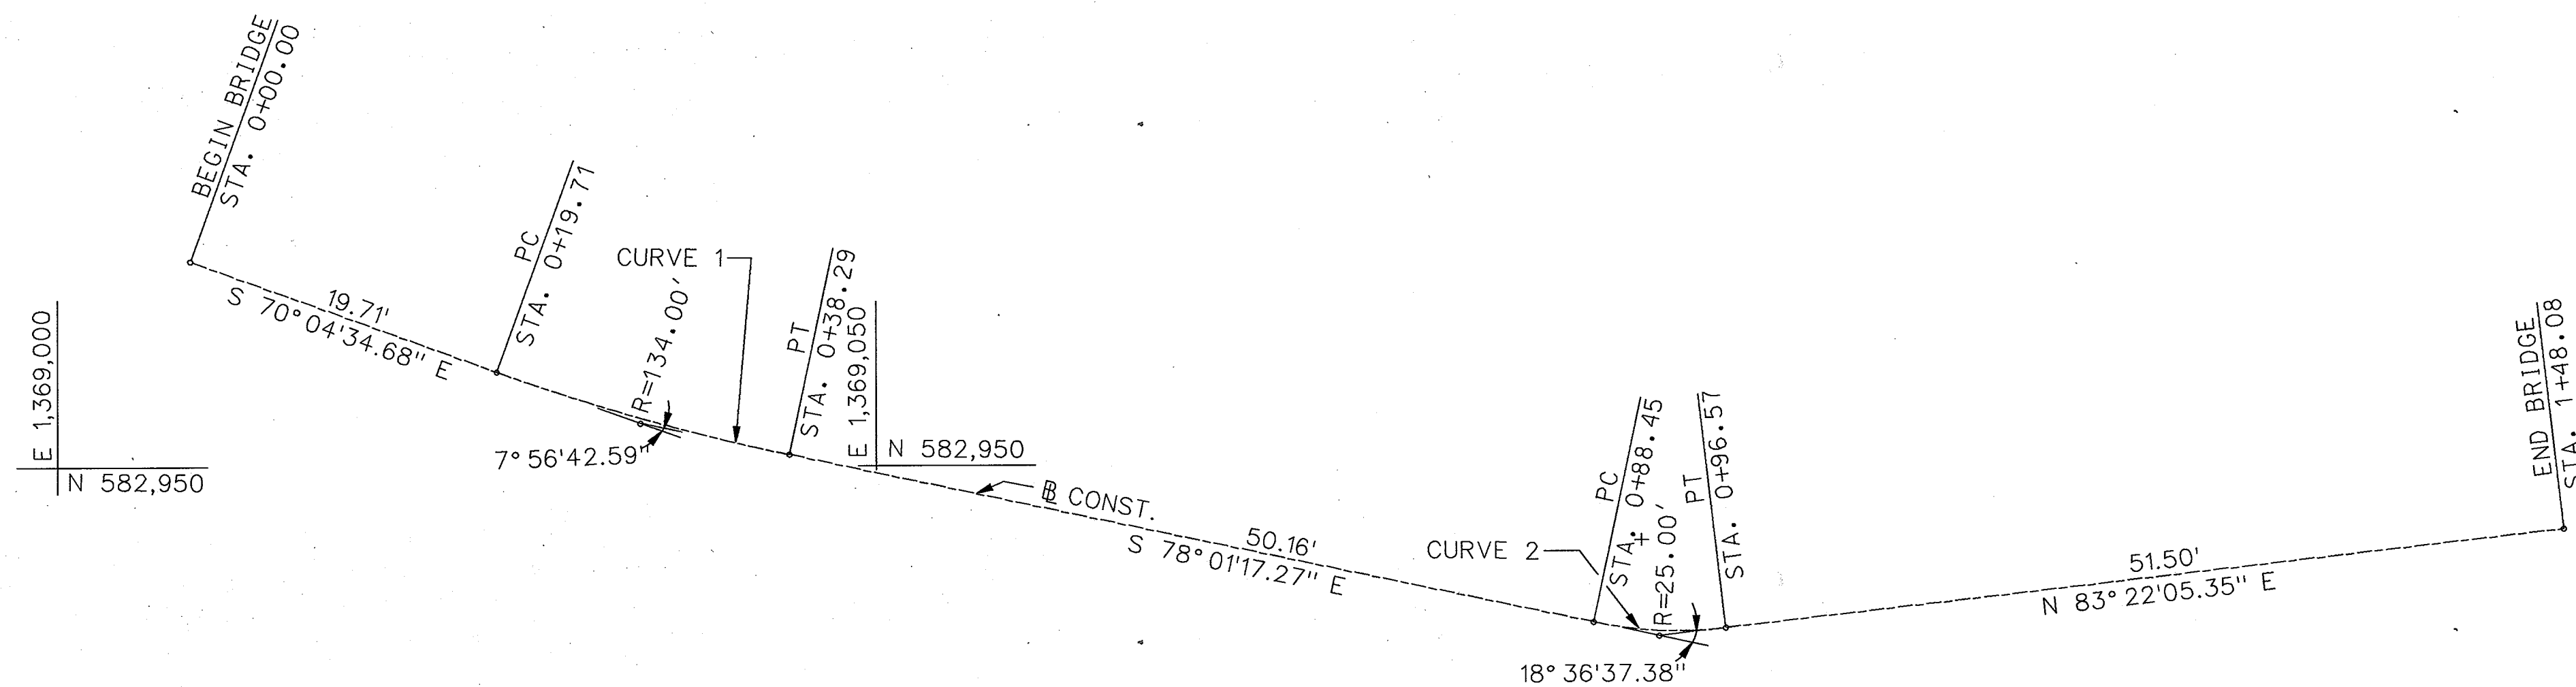 BEGIN BRIDGE
STA. 0+00.00
19.71'
S 70°04'34.68" E
E 1,369,000
N 582,950
PC
STA. 0+19.71
CURVE 1
R=134.00'
7°56'42.59"
PT
STA. 0+38.29
E 1,369,050
N 582,950
BL CONST.
50.16'
S 78°01'17.27" E
CURVE 2
PC
STA. 0+88.45
R=25.00'
18°36'37.38"
PT
STA. 0+96.57
51.50'
N 83°22'05.35" E
END BRIDGE
STA. 1+48.08